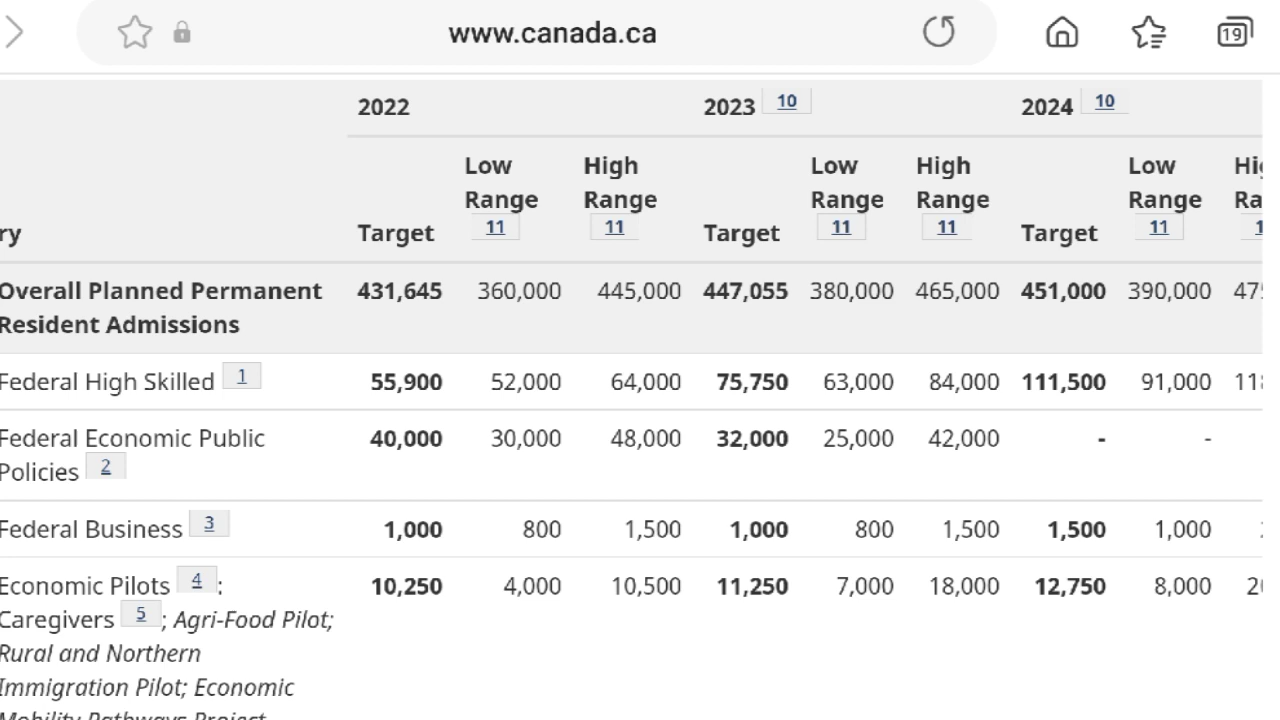 www.canada.ca 19
2022 2023 10 2024 10
Low High Low High Low
Range Range Range Range Range
11 11 11 11 11
Target Target Target
Overall Planned Permanent 431,645 360,000 445,000 447,055 380,000 465,000 451,000 390,000
Resident Admissions
Federal High Skilled 1 55,900 52,000 64,000 75,750 63,000 84,000 111,500 91,000
Federal Economic Public 40,000 30,000 48,000 32,000 25,000 42,000 - -
Policies 2
Federal Business 3 1,000 800 1,500 1,000 800 1,500 1,500 1,000
Economic Pilots 4 : 10,250 4,000 10,500 11,250 7,000 18,000 12,750 8,000
Caregivers 5 ; Agri-Food Pilot;
Rural and Northern
Immigration Pilot; Economic
Mobility Pathways Project